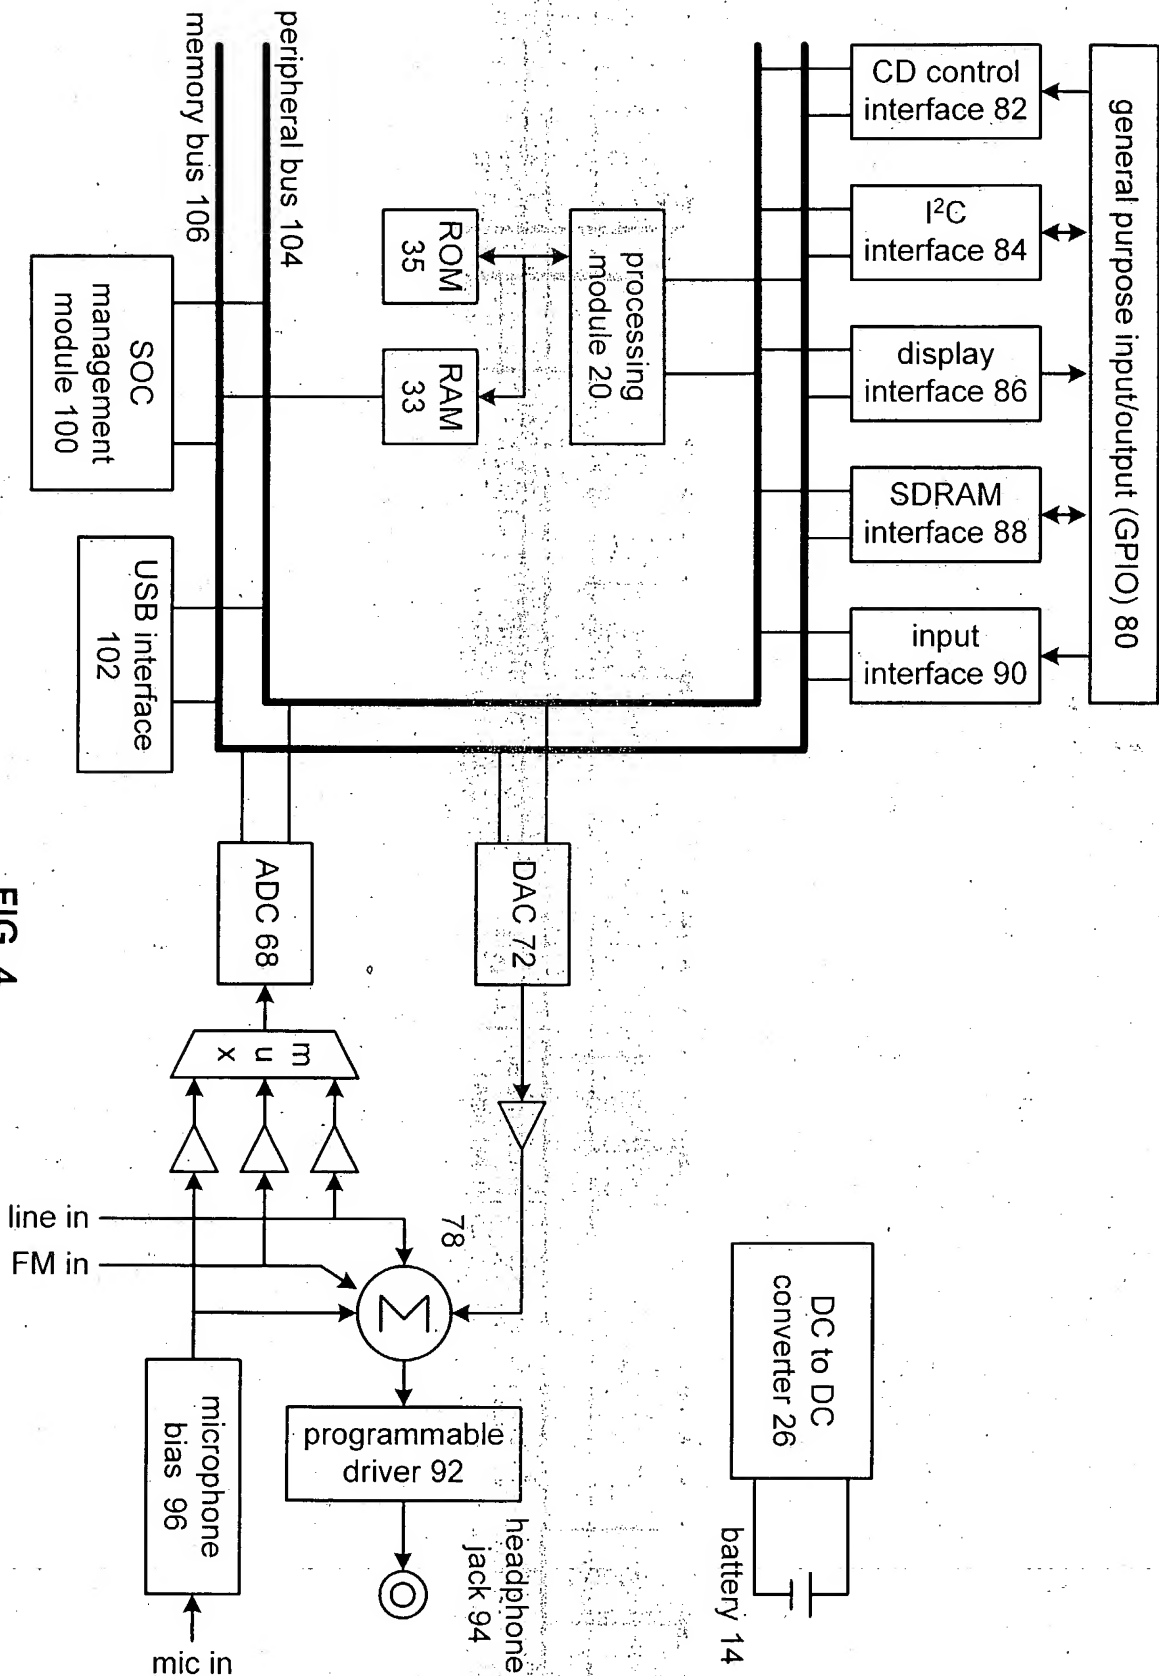 general purpose input/output (GPIO) 80
CD control
interface 82
I²C
interface 84
display
interface 86
SDRAM
interface 88
input
interface 90
peripheral bus 104
memory bus 106
processing
module 20
ROM
35
RAM
33
SOC
management
module 100
USB interface
102
ADC 68
DAC 72
m
u
x
line in
FM in
78
Σ
DC to DC
converter 26
battery 14
microphone
bias 96
mic in
programmable
driver 92
headphone
jack 94
FIG. 4